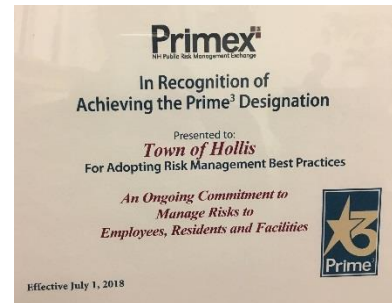 Primex³
NH Public Risk Management Exchange
In Recognition of
Achieving the Prime³ Designation
Presented to:
Town of Hollis
For Adopting Risk Management Best Practices
An Ongoing Commitment to
Manage Risks to
Employees, Residents and Facilities
3
Prime³
Effective July 1, 2018